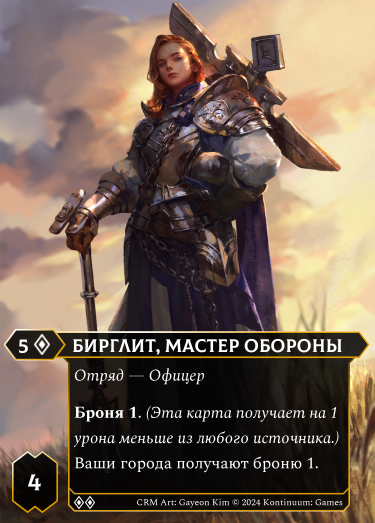 5 БИРГЛИТ, МАСТЕР ОБОРОНЫ
Отряд — Офицер
Броня 1. (Эта карта получает на 1
урона меньше из любого источника.)
Ваши города получают броню 1.
4
CRM Art: Gayeon Kim © 2024 Kontinuum: Games